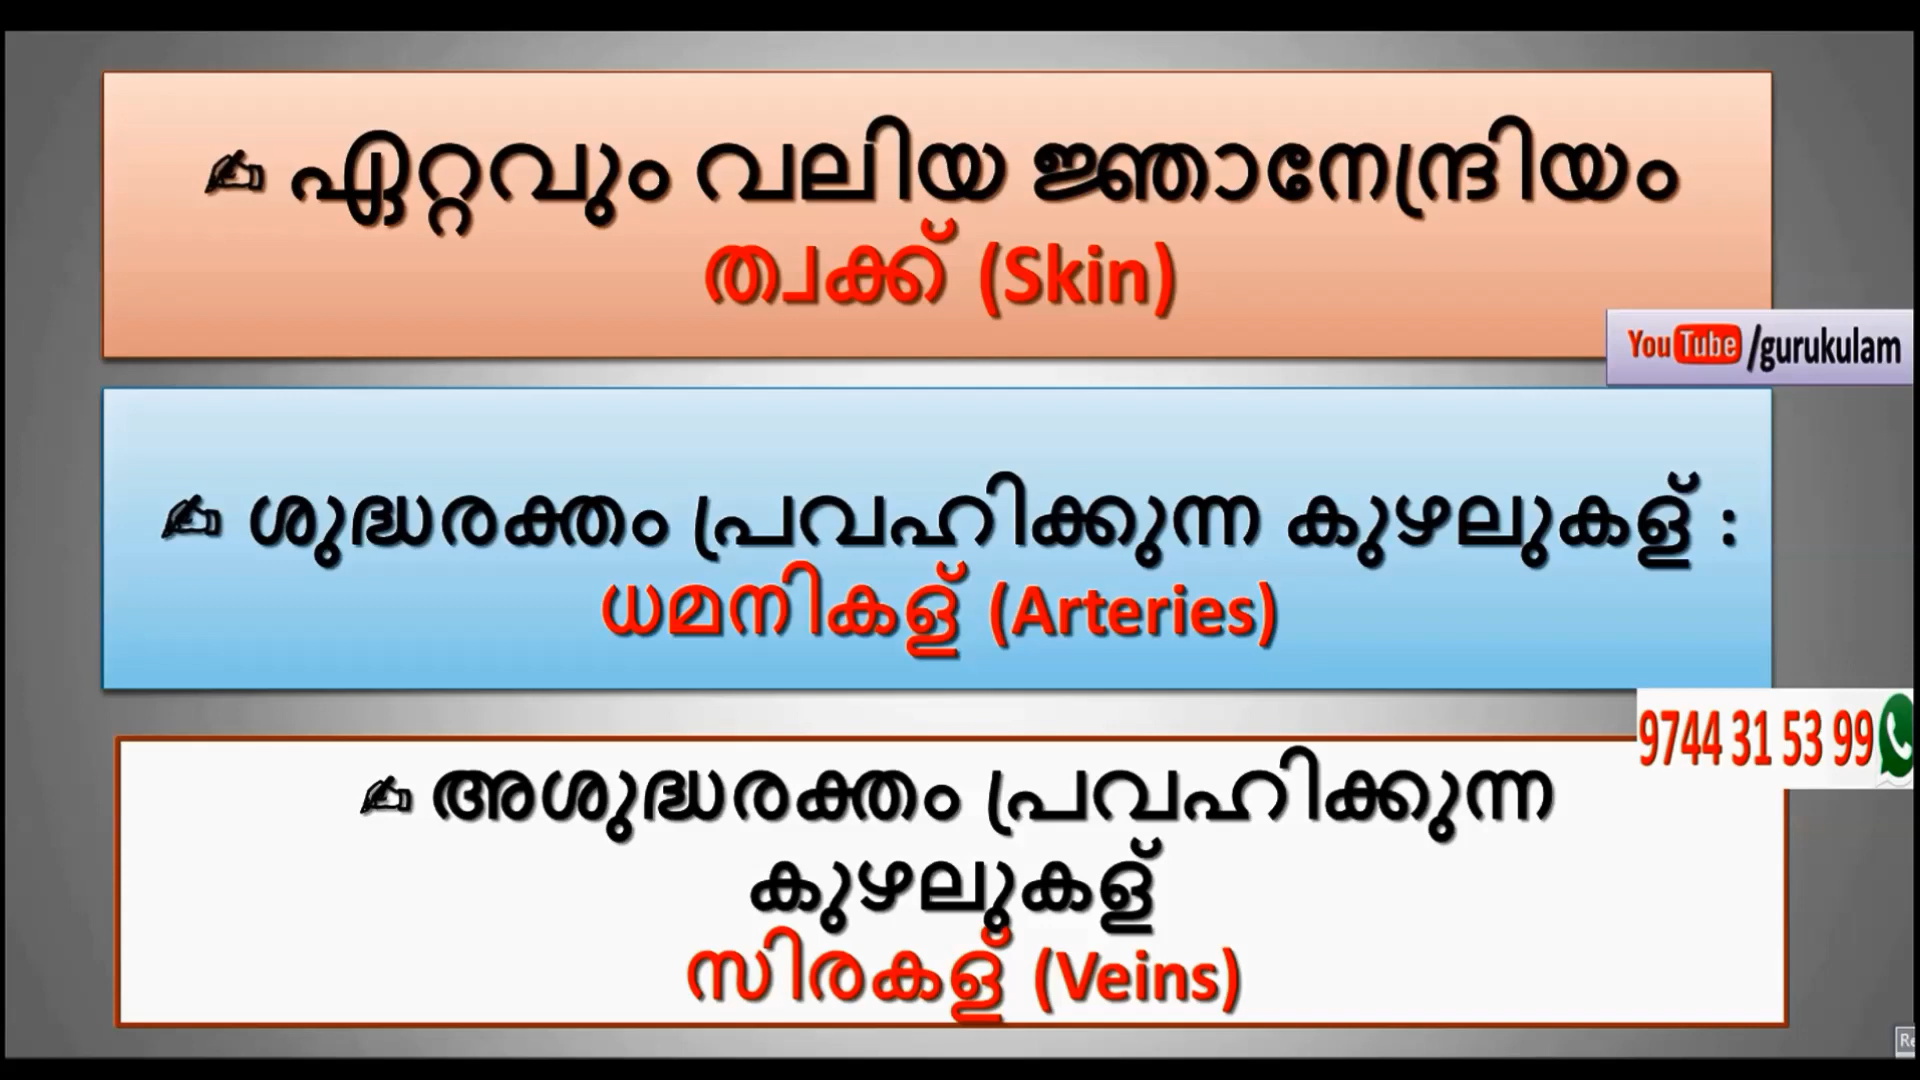 ✍ ഏറ്റവും വലിയ ജ്ഞാനേന്ദ്രിയം
ത്വക്ക് (Skin)
YouTube /gurukulam
✍ ശുദ്ധരക്തം പ്രവഹിക്കുന്ന കുഴലുകള് :
ധമനികള് (Arteries)
9744 31 53 99
✍ അശുദ്ധരക്തം പ്രവഹിക്കുന്ന
കുഴലുകള്
സിരകള് (Veins)